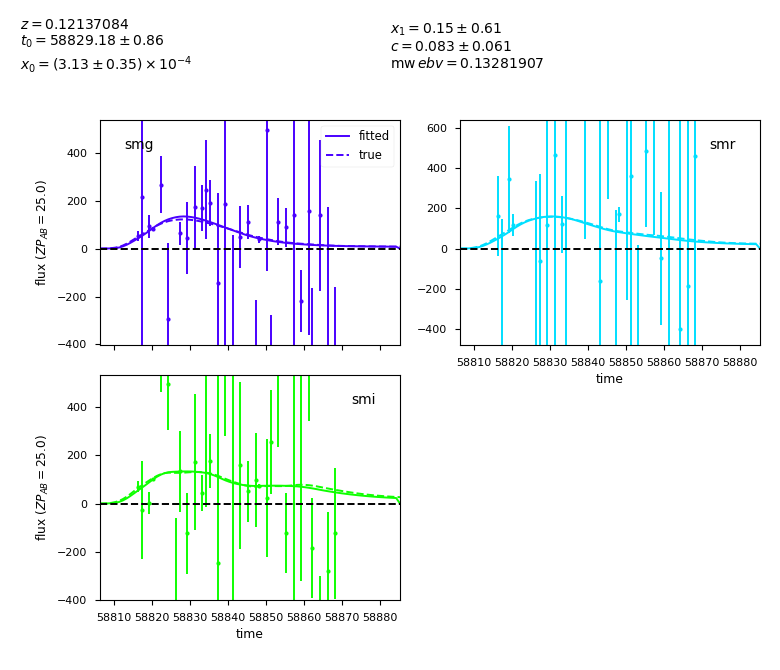 z = 0.12137084
t₀ = 58829.18 ± 0.86
x₀ = (3.13 ± 0.35) × 10⁻⁴
x₁ = 0.15 ± 0.61
c = 0.083 ± 0.061
mw ebv = 0.13281907
smg
fitted
true
400
200
0
−200
−400
flux (ZP_AB = 25.0)
smr
600
400
200
0
−200
−400
58810 58820 58830 58840 58850 58860 58870 58880
time
smi
400
200
0
−200
−400
flux (ZP_AB = 25.0)
58810 58820 58830 58840 58850 58860 58870 58880
time